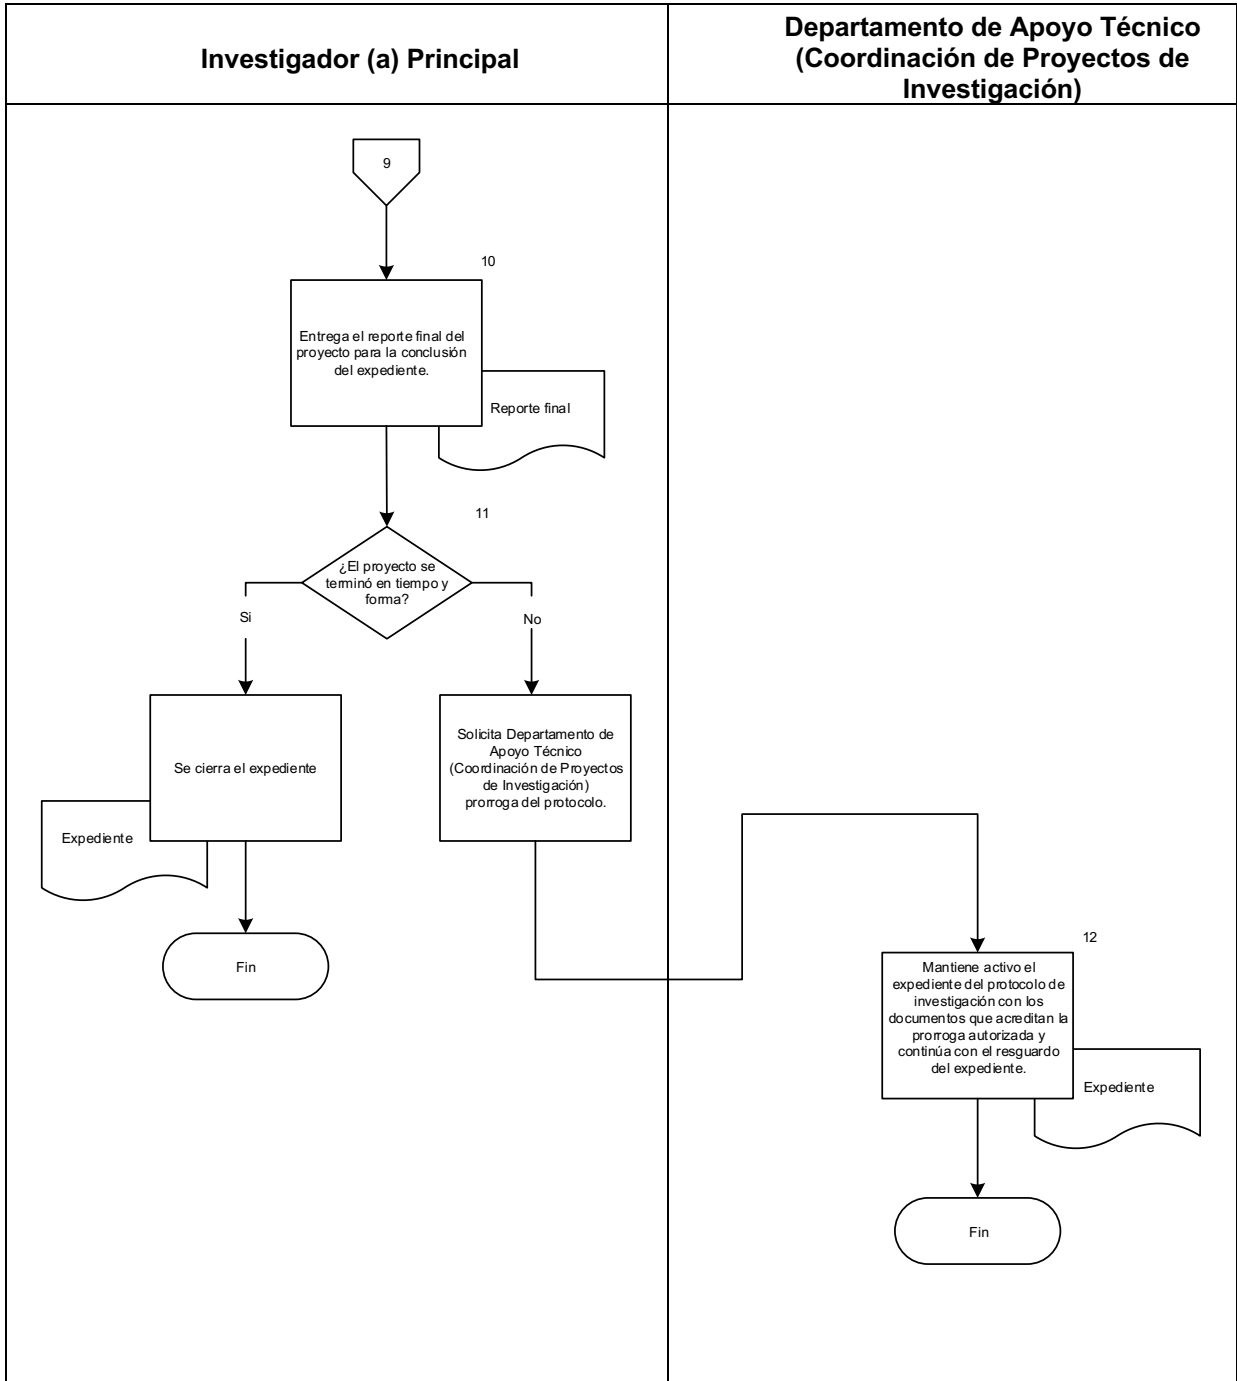 Investigador (a) Principal
Departamento de Apoyo Técnico
(Coordinación de Proyectos de
Investigación)
9
10
Entrega el reporte final del
proyecto para la conclusión
del expediente.
Reporte final
11
¿El proyecto se
terminó en tiempo y
forma?
Si
No
Se cierra el expediente
Expediente
Fin
Solicita Departamento de
Apoyo Técnico
(Coordinación de Proyectos
de Investigación)
prorroga del protocolo.
12
Mantiene activo el
expediente del protocolo de
investigación con los
documentos que acreditan la
prorroga autorizada y
continúa con el resguardo
del expediente.
Expediente
Fin